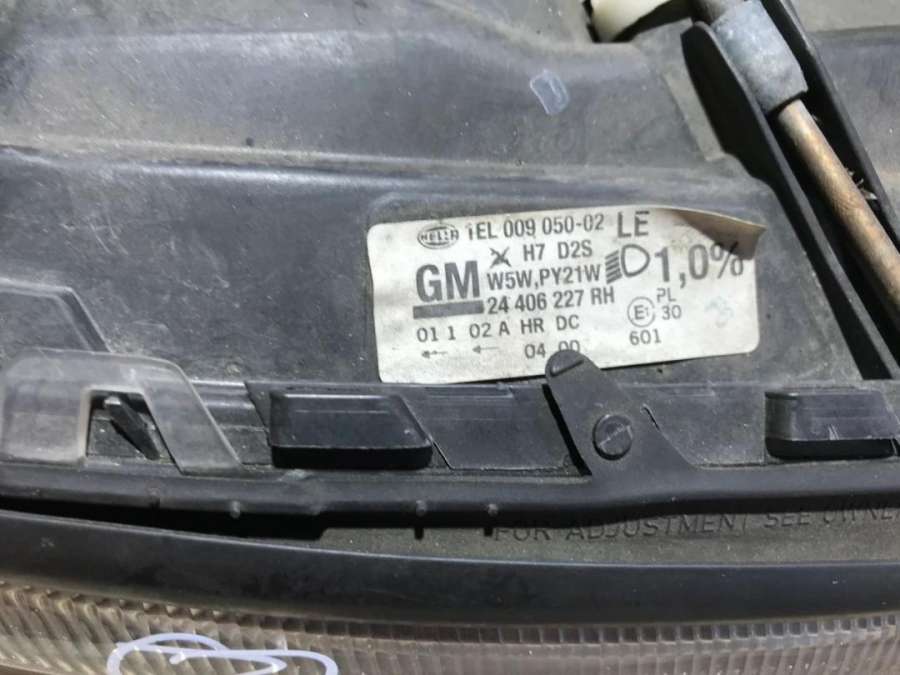 HELLA 1EL 009 050-02 LE
H7 D2S
GM W5W,PY21W 1,0%
24 406 227 RH
01 1 02 A HR DC E1 PL 30
04 00 601
FOR ADJUSTMENT SEE